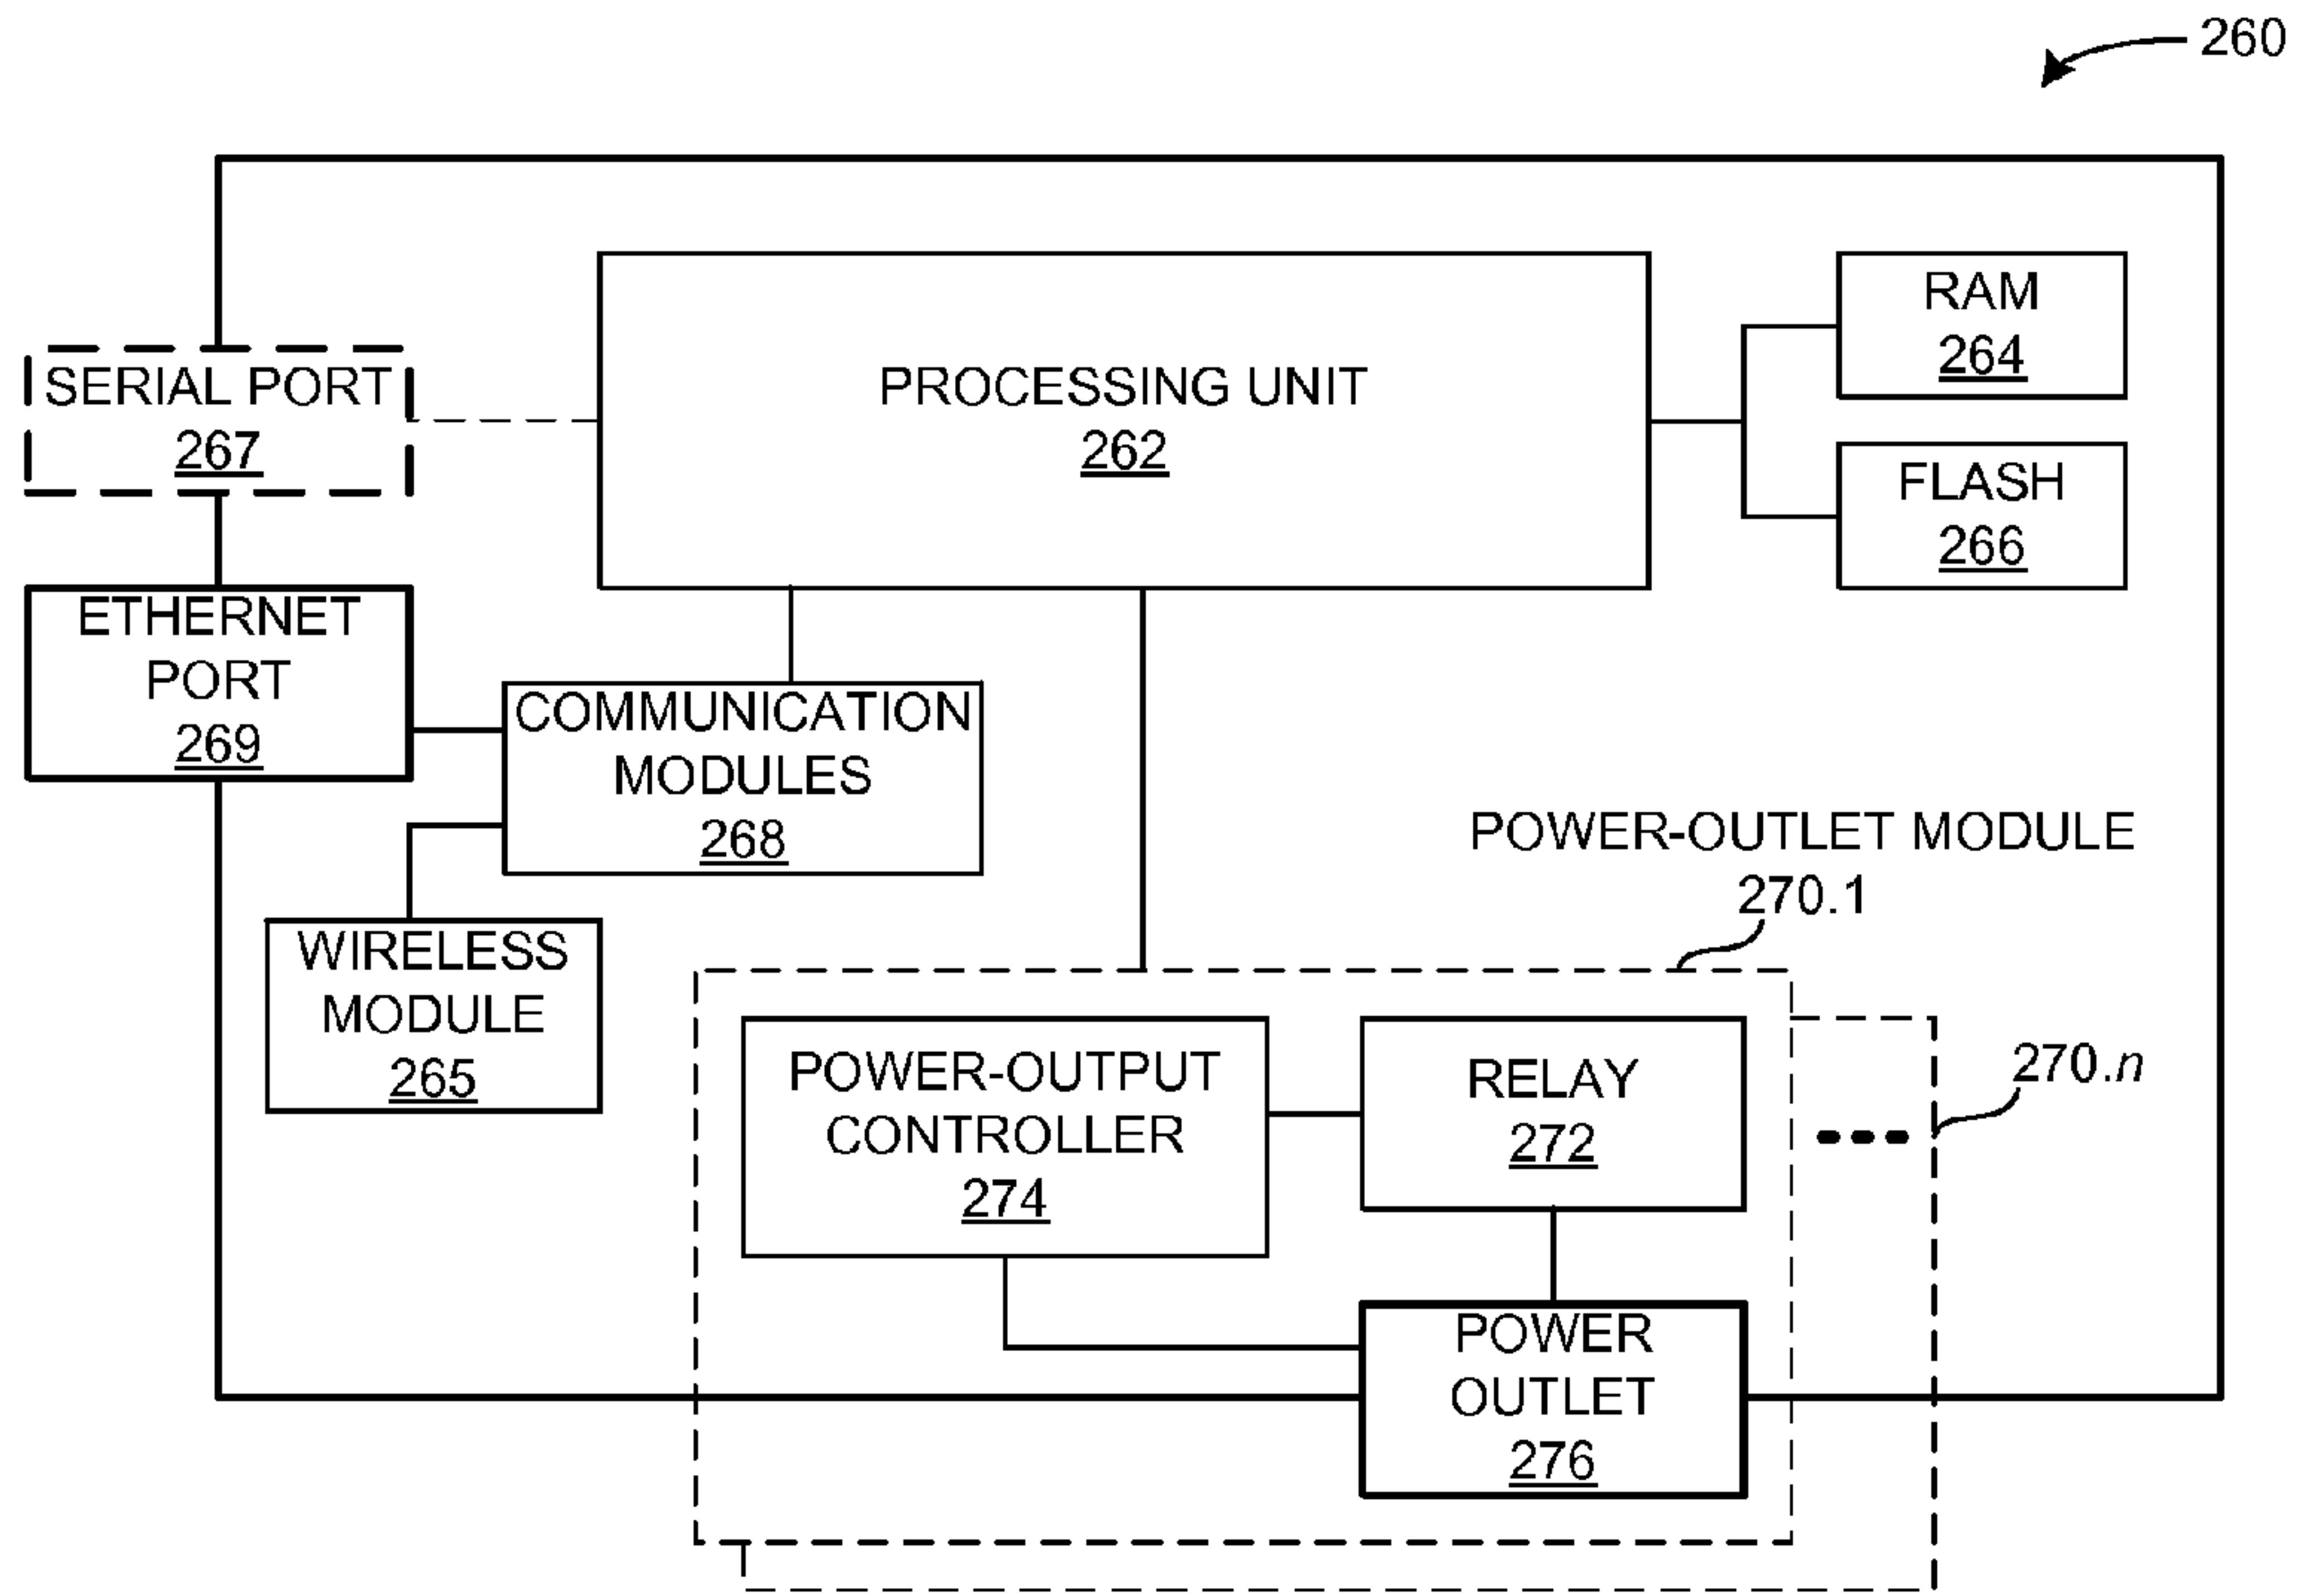 260
PROCESSING UNIT
262
RAM
264
FLASH
266
SERIAL PORT
267
ETHERNET
PORT
269
COMMUNICATION
MODULES
268
WIRELESS
MODULE
265
POWER-OUTLET MODULE
270.1
270.n
POWER-OUTPUT
CONTROLLER
274
RELAY
272
POWER
OUTLET
276